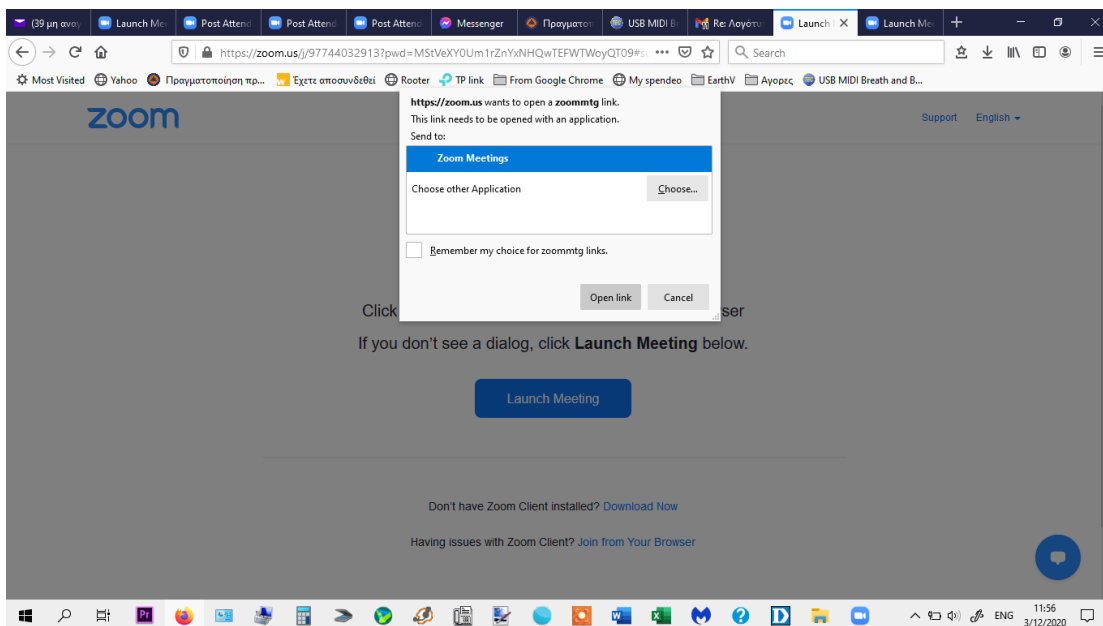 (39 μη αναγ
Launch Me
Post Attend
Post Attend
Post Attend
Messenger
Πραγματοπ
USB MIDI B
Re: Λογότυ
Launch
Launch Me
https://zoom.us/j/97744032913?pwd=MStVeXY0Um1rZnYxNHQwTEFWTWoyQT09#s
Search
Most Visited
Yahoo
Πραγματοποίηση πρ...
Έχετε αποσυνδεθεί
Rooter
TP link
From Google Chrome
My spendeo
EarthV
Αγορες
USB MIDI Breath and B...
zoom
Support
English
https://zoom.us wants to open a zoommtg link.
This link needs to be opened with an application.
Send to:
Zoom Meetings
Choose other Application
Choose...
Remember my choice for zoommtg links.
Open link
Cancel
Click
ser
If you don't see a dialog, click Launch Meeting below.
Launch Meeting
Don't have Zoom Client installed? Download Now
Having issues with Zoom Client? Join from Your Browser
Pr
ENG
11:56
3/12/2020